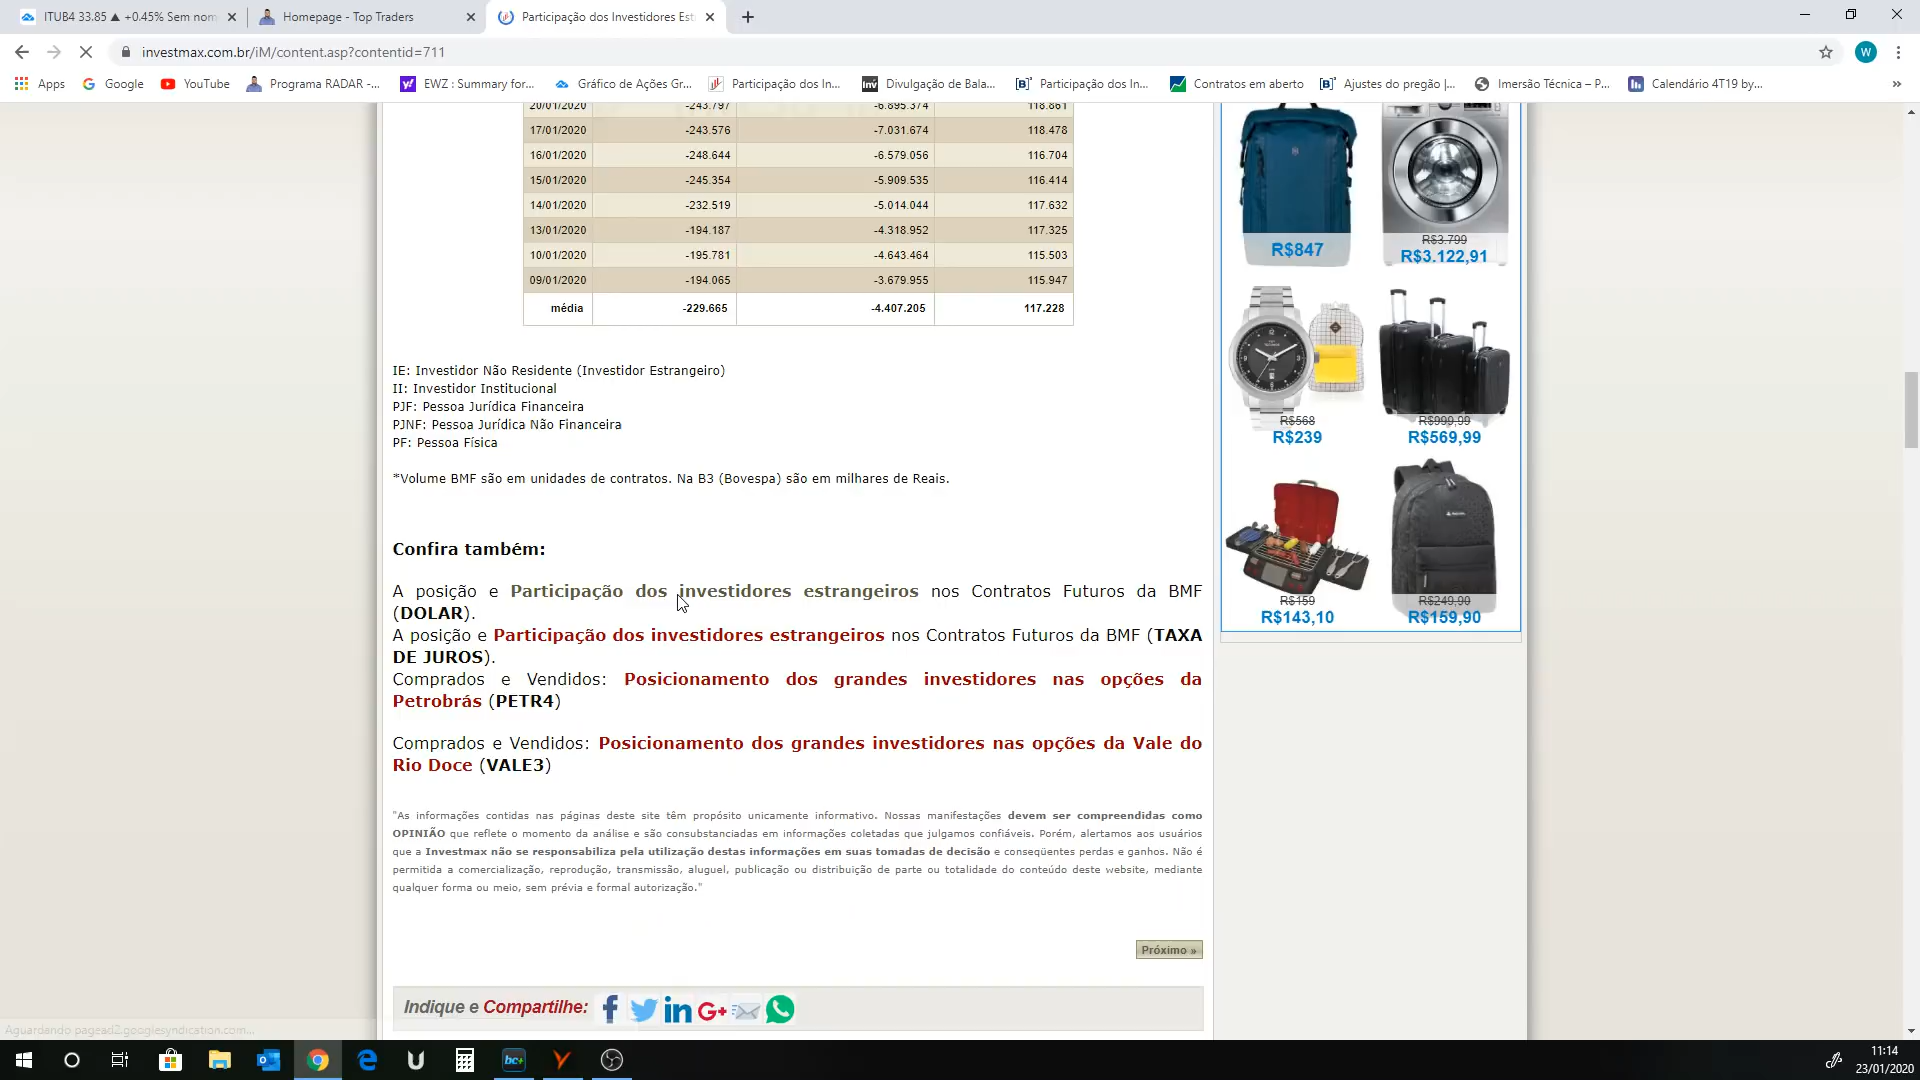 ITUB4 33.85 ▲ +0.45% Sem nom
Homepage - Top Traders
Participação dos Investidores Est
investmax.com.br/iM/content.asp?contentid=711
W
Apps
Google
YouTube
Programa RADAR -...
EWZ : Summary for...
Gráfico de Ações Gr...
Participação dos In...
Divulgação de Bala...
Participação dos In...
Contratos em aberto
Ajustes do pregão |...
Imersão Técnica – P...
Calendário 4T19 by...
»
20/01/2020 -243.797 -6.895.374 118.861
17/01/2020 -243.576 -7.031.674 118.478
16/01/2020 -248.644 -6.579.056 116.704
15/01/2020 -245.354 -5.909.535 116.414
14/01/2020 -232.519 -5.014.044 117.632
13/01/2020 -194.187 -4.318.952 117.325
10/01/2020 -195.781 -4.643.464 115.503
09/01/2020 -194.065 -3.679.955 115.947
média -229.665 -4.407.205 117.228
IE: Investidor Não Residente (Investidor Estrangeiro)
II: Investidor Institucional
PJF: Pessoa Jurídica Financeira
PJNF: Pessoa Jurídica Não Financeira
PF: Pessoa Física
*Volume BMF são em unidades de contratos. Na B3 (Bovespa) são em milhares de Reais.
Confira também:
A posição e Participação dos investidores estrangeiros nos Contratos Futuros da BMF
(DOLAR).
A posição e Participação dos investidores estrangeiros nos Contratos Futuros da BMF (TAXA
DE JUROS).
Comprados e Vendidos: Posicionamento dos grandes investidores nas opções da
Petrobrás (PETR4)
Comprados e Vendidos: Posicionamento dos grandes investidores nas opções da Vale do
Rio Doce (VALE3)
"As informações contidas nas páginas deste site têm propósito unicamente informativo. Nossas manifestações devem ser compreendidas como
OPINIÃO que reflete o momento da análise e são consubstanciadas em informações coletadas que julgamos confiáveis. Porém, alertamos aos usuários
que a Investmax não se responsabiliza pela utilização destas informações em suas tomadas de decisão e conseqüentes perdas e ganhos. Não é
permitida a comercialização, reprodução, transmissão, aluguel, publicação ou distribuição de parte ou totalidade do conteúdo deste website, mediante
qualquer forma ou meio, sem prévia e formal autorização."
Próximo »
Indique e Compartilhe:
R$847
R$3.799
R$3.122,91
R$568
R$239
R$999,99
R$569,99
R$159
R$143,10
R$249,90
R$159,90
Aguardando pagead2.googlesyndication.com...
bc+
11:14
23/01/2020